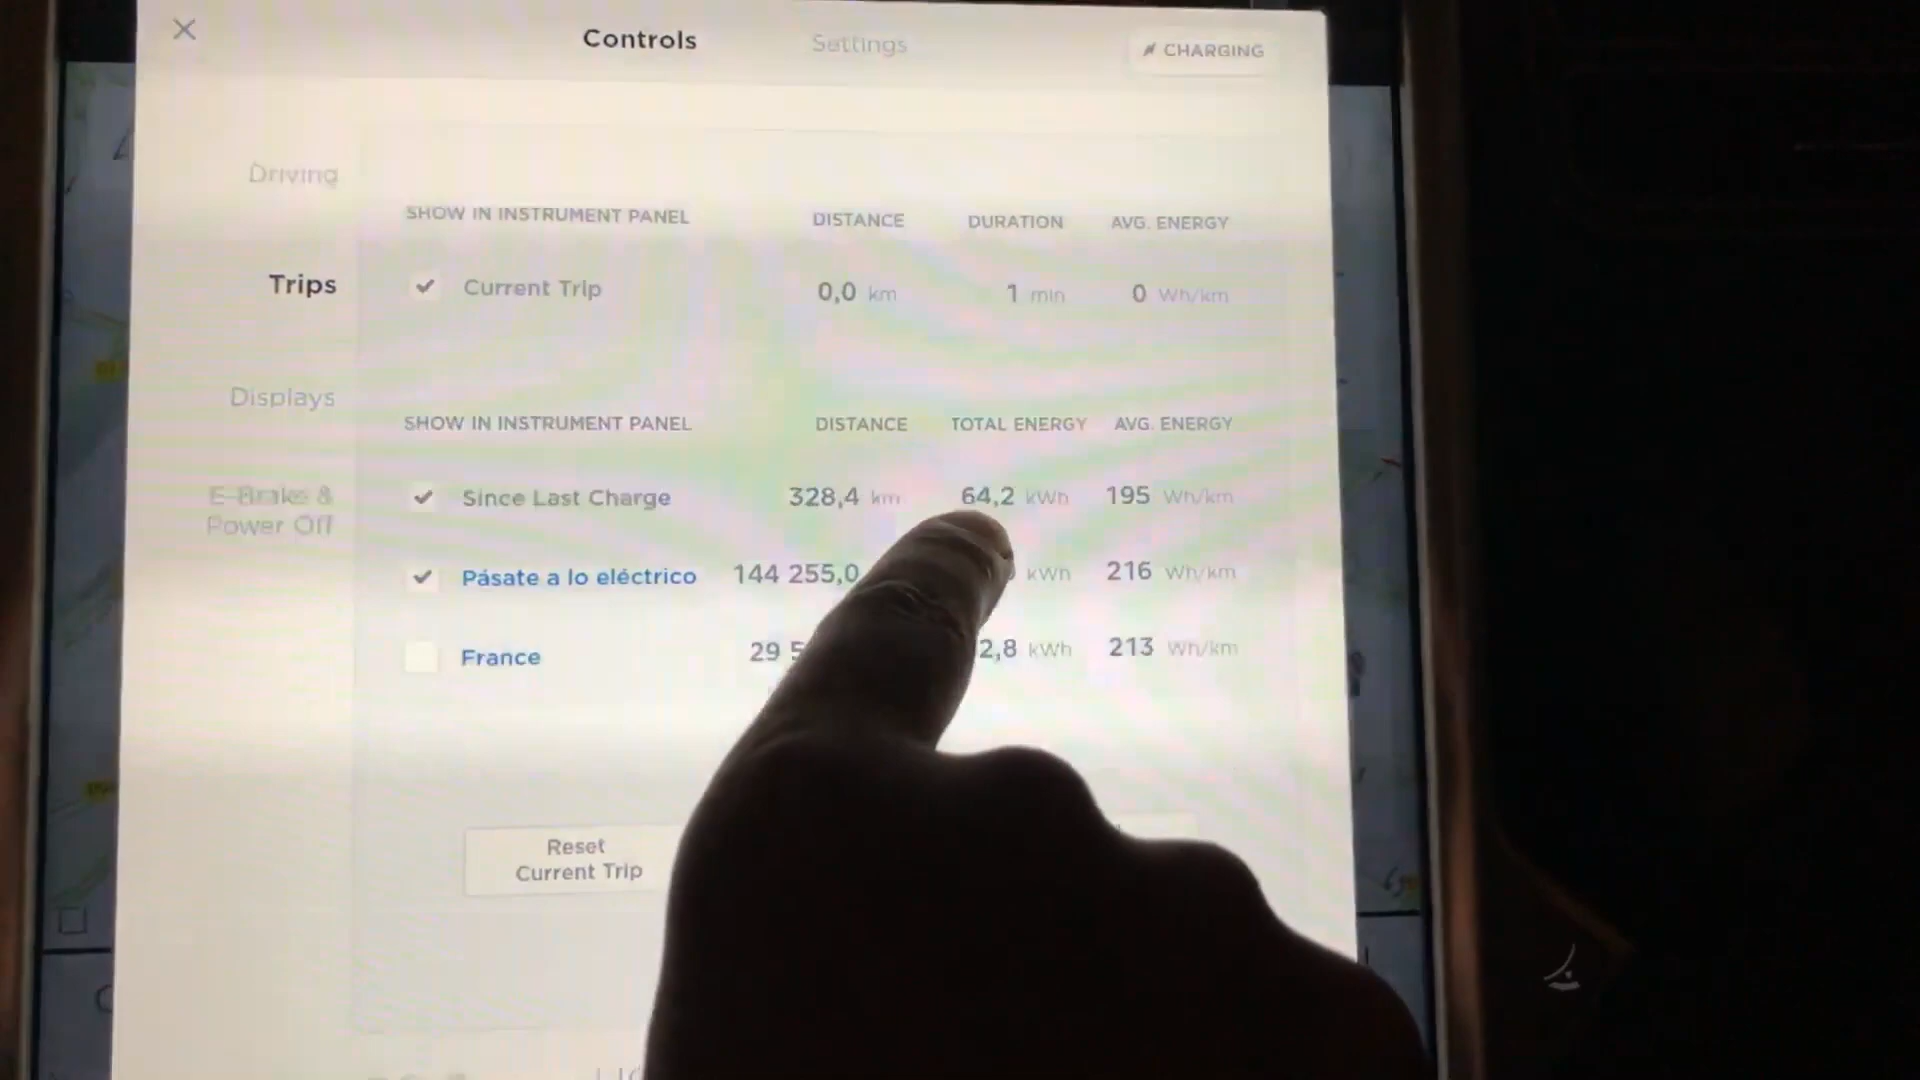 Controls
Settings
CHARGING
Driving
Trips
Displays
E-Brake &
Power Off
SHOW IN INSTRUMENT PANEL DISTANCE DURATION AVG. ENERGY
Current Trip 0,0 km 1 min 0 Wh/km
SHOW IN INSTRUMENT PANEL DISTANCE TOTAL ENERGY AVG. ENERGY
Since Last Charge 328,4 km 64,2 kWh 195 Wh/km
Pásate a lo eléctrico 144 255,0 kWh 216 Wh/km
France 29 2,8 kWh 213 Wh/km
Reset
Current Trip